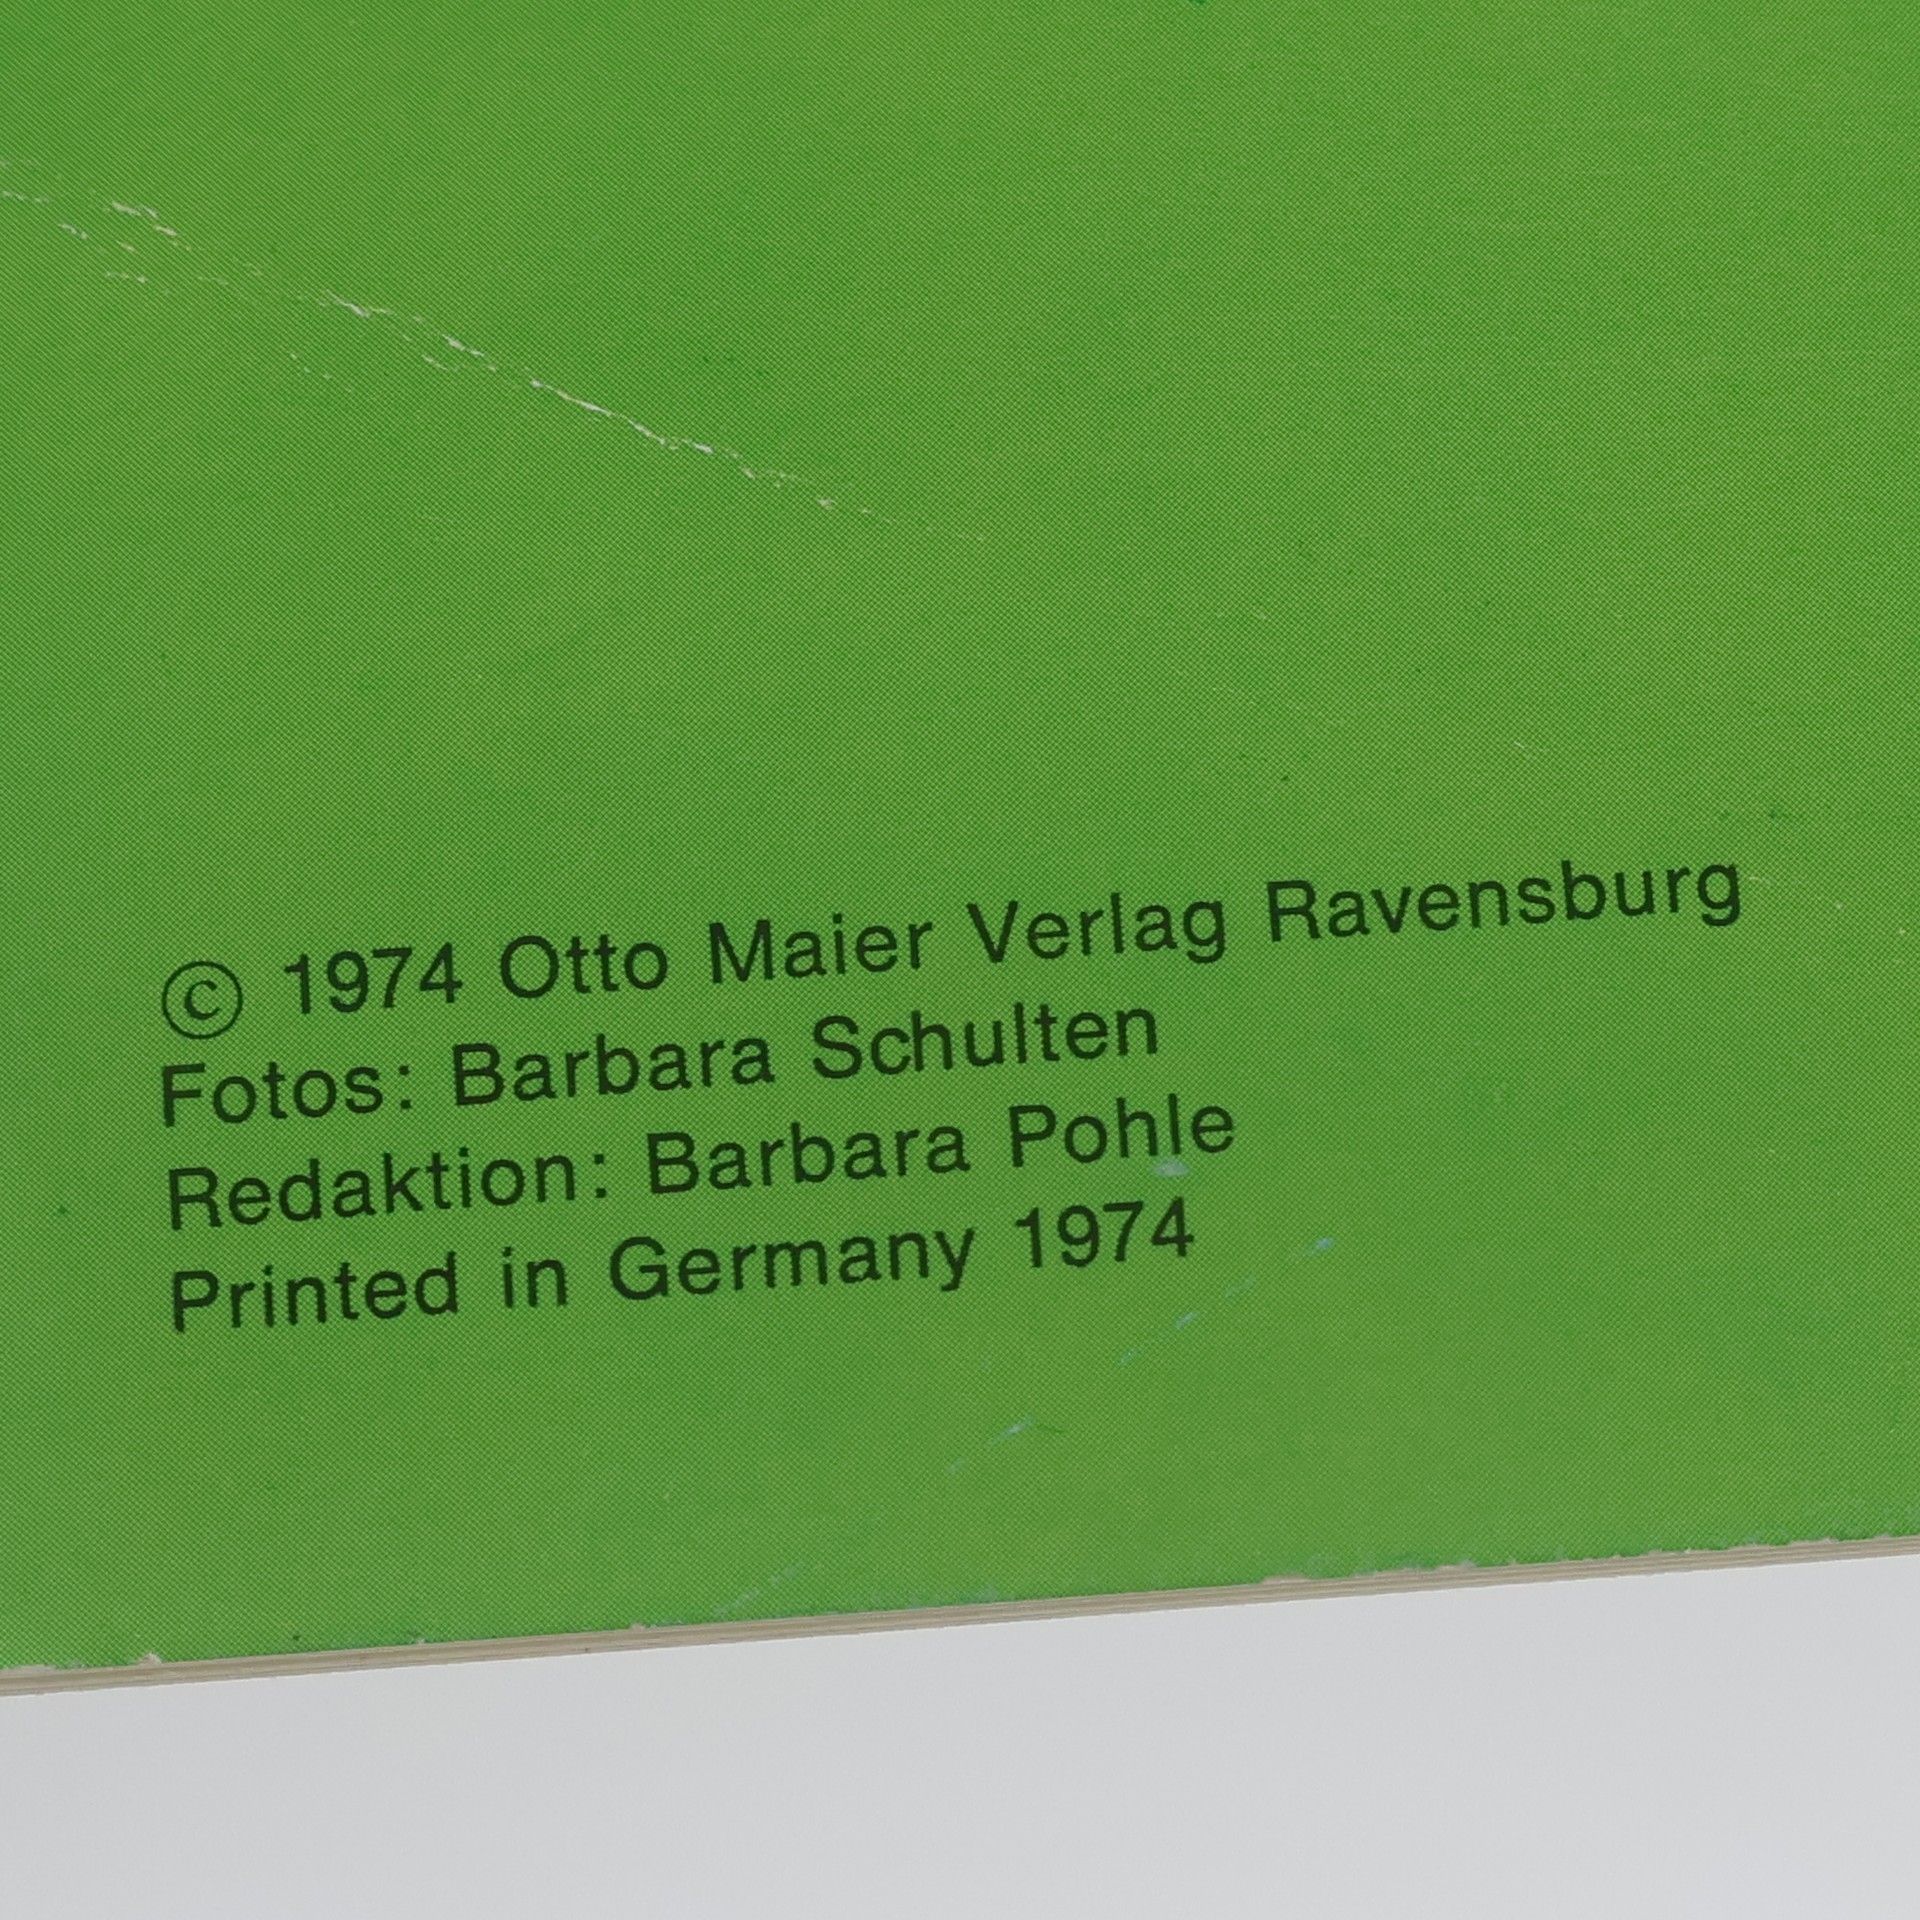 © 1974 Otto Maier Verlag Ravensburg
Fotos: Barbara Schulten
Redaktion: Barbara Pohle
Printed in Germany 1974